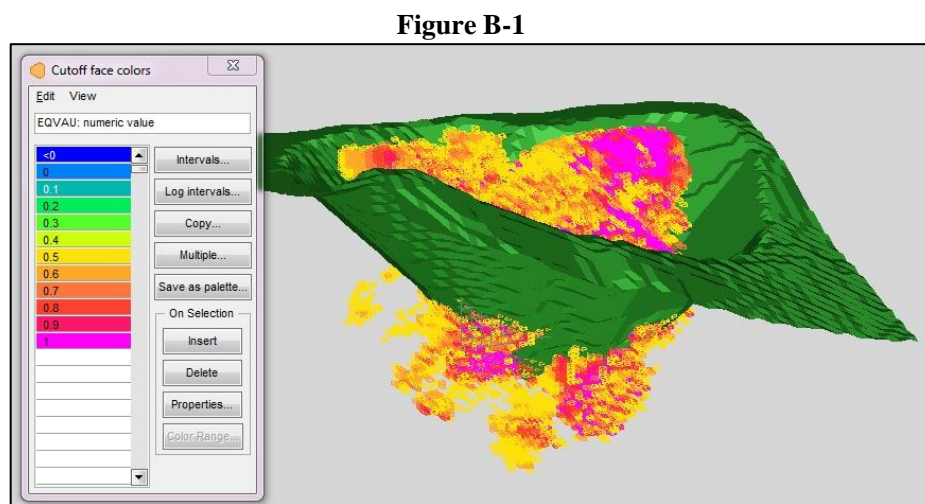 Figure B-1
Cutoff face colors
Edit View
EQVAU: numeric value
<0
0
0.1
0.2
0.3
0.4
0.5
0.6
0.7
0.8
0.9
1
Intervals...
Log intervals...
Copy...
Multiple...
Save as palette...
On Selection
Insert
Delete
Properties...
Color Range...